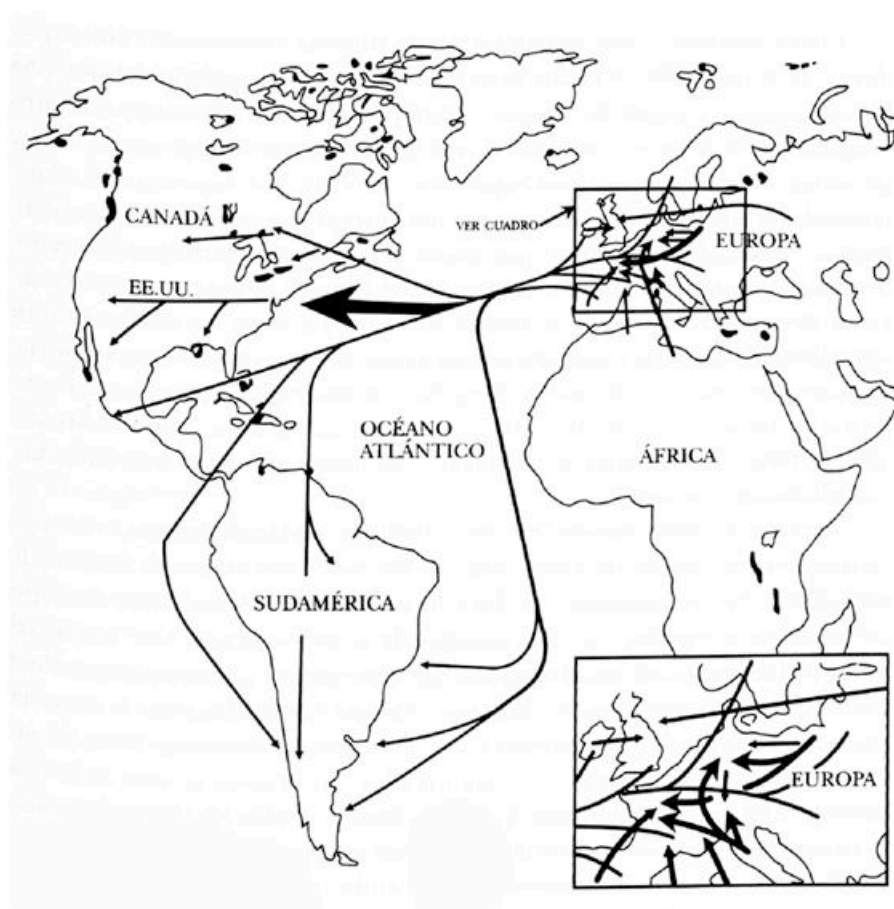 CANADÁ
VER CUADRO
EUROPA
EE.UU.
OCÉANO
ATLÁNTICO
ÁFRICA
SUDAMÉRICA
EUROPA